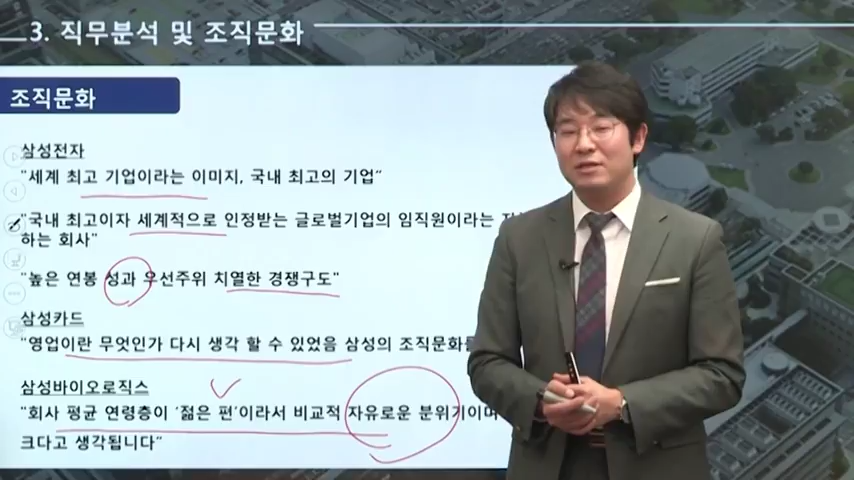 3. 직무분석 및 조직문화
조직문화
삼성전자
"세계 최고 기업이라는 이미지, 국내 최고의 기업"
"국내 최고이자 세계적으로 인정받는 글로벌기업의 임직원이라는
하는 회사"
"높은 연봉 성과 우선주위 치열한 경쟁구도"
삼성카드
"영업이란 무엇인가 다시 생각 할 수 있었음 삼성의 조직문화를
삼성바이오로직스
"회사 평균 연령층이 '젊은 편'이라서 비교적 자유로운 분위기이며
크다고 생각됩니다"